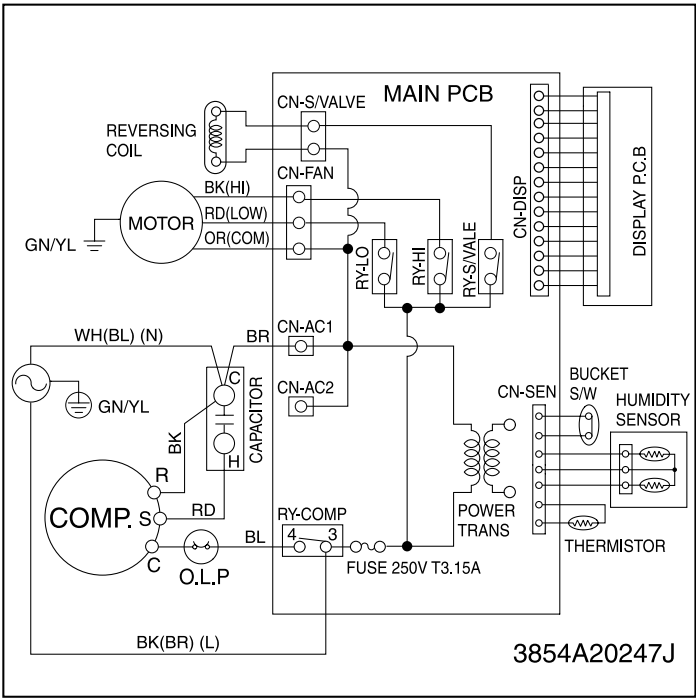 MAIN PCB
CN-S/VALVE
REVERSING
COIL
CN-FAN
BK(HI)
RD(LOW)
OR(COM)
MOTOR
GN/YL
RY-LO
RY-HI
RY-S/VALE
CN-DISP
DISPLAY P.C.B
WH(BL) (N)
BR
CN-AC1
CN-AC2
GN/YL
C
H
CAPACITOR
BK
RD
COMP.
R
S
C
O.L.P
BL
RY-COMP
4
3
FUSE 250V T3.15A
POWER
TRANS
CN-SEN
BUCKET
S/W
HUMIDITY
SENSOR
THERMISTOR
BK(BR) (L)
3854A20247J